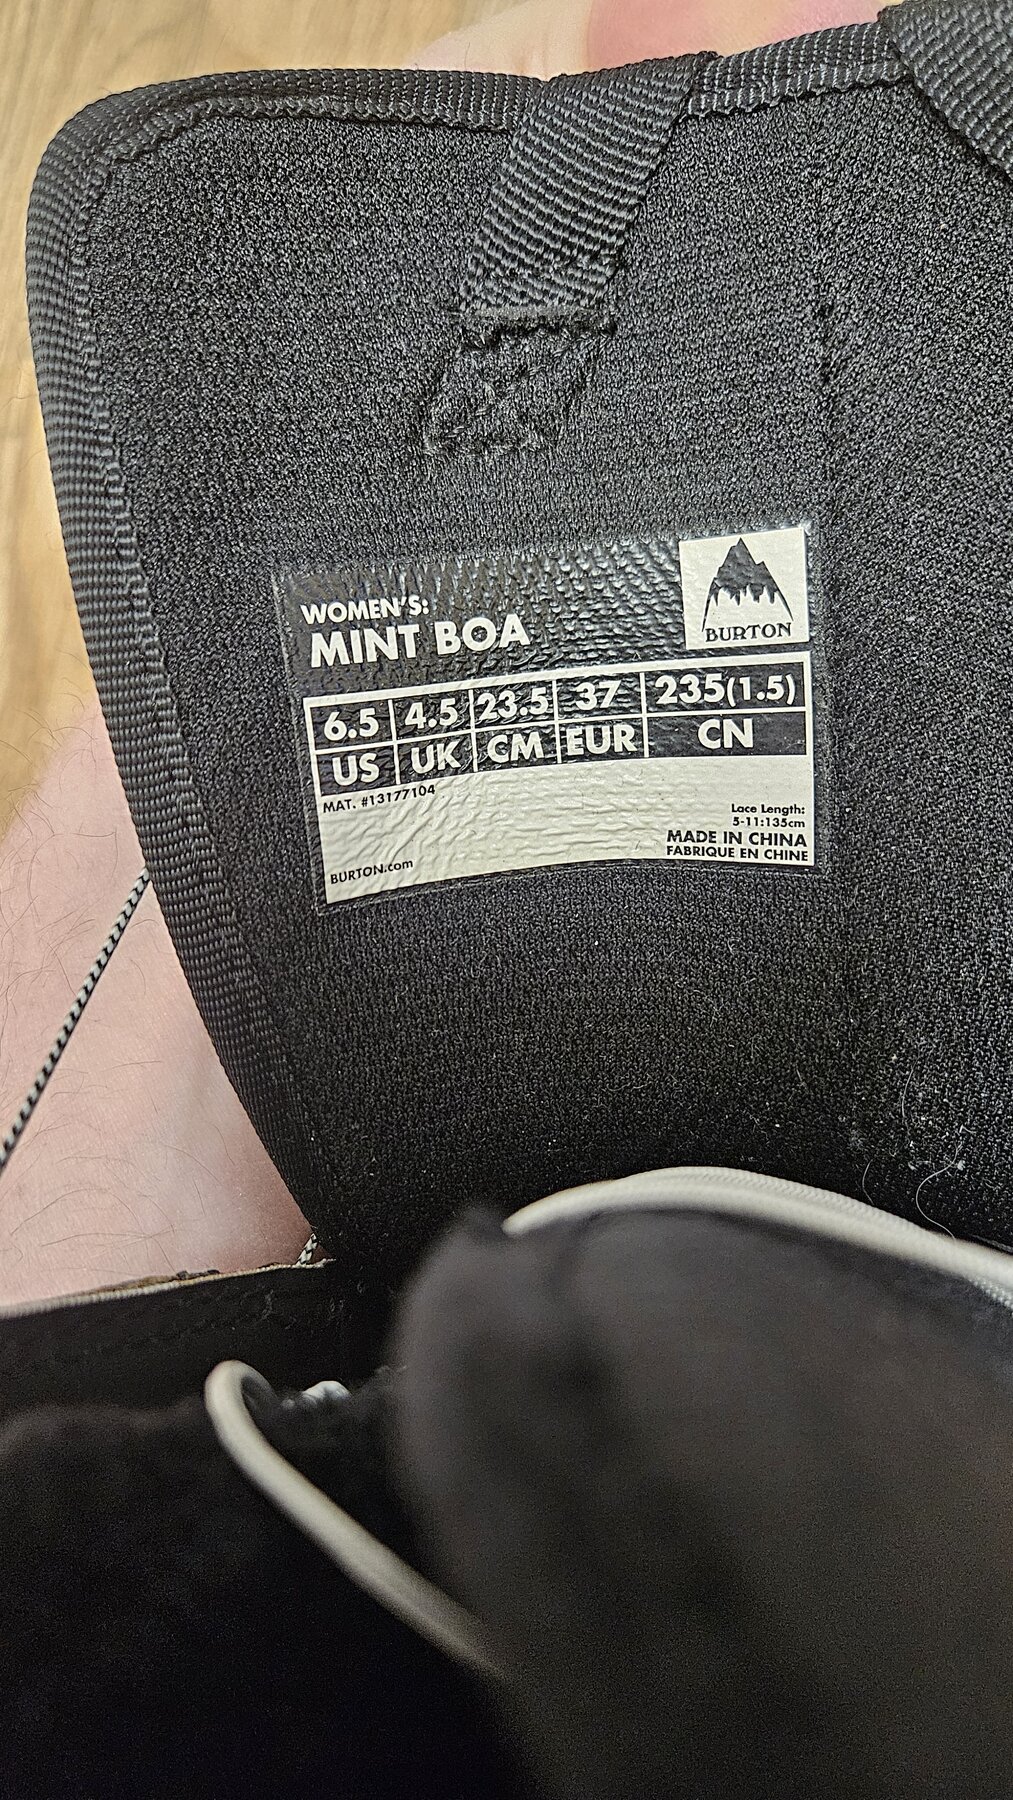 WOMEN'S:
MINT BOA
BURTON
6.5 4.5 23.5 37 235(1.5)
US UK CM EUR CN
MAT. #13177104
Lace Length:
5-11:135cm
MADE IN CHINA
FABRIQUE EN CHINE
BURTON.com